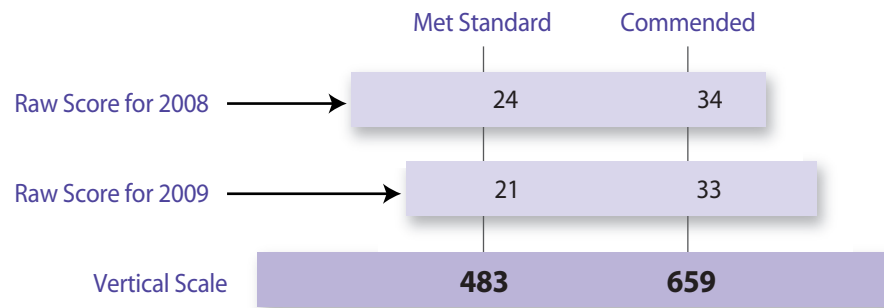 Met Standard Commended
Raw Score for 2008 24 34
Raw Score for 2009 21 33
Vertical Scale 483 659